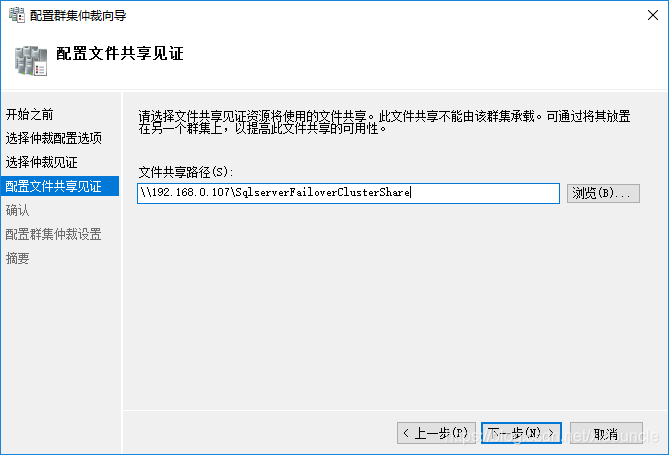 配置群集仲裁向导
配置文件共享见证
开始之前
选择仲裁配置选项
选择仲裁见证
配置文件共享见证
确认
配置群集仲裁设置
摘要
请选择文件共享见证资源将使用的文件共享。此文件共享不能由该群集承载。可通过将其放置
在另一个群集上，以提高此文件共享的可用性。
文件共享路径(S):
\\192.168.0.107\SqlserverFailoverClusterShare
浏览(B)...
< 上一步(P)
下一步(N) >
取消